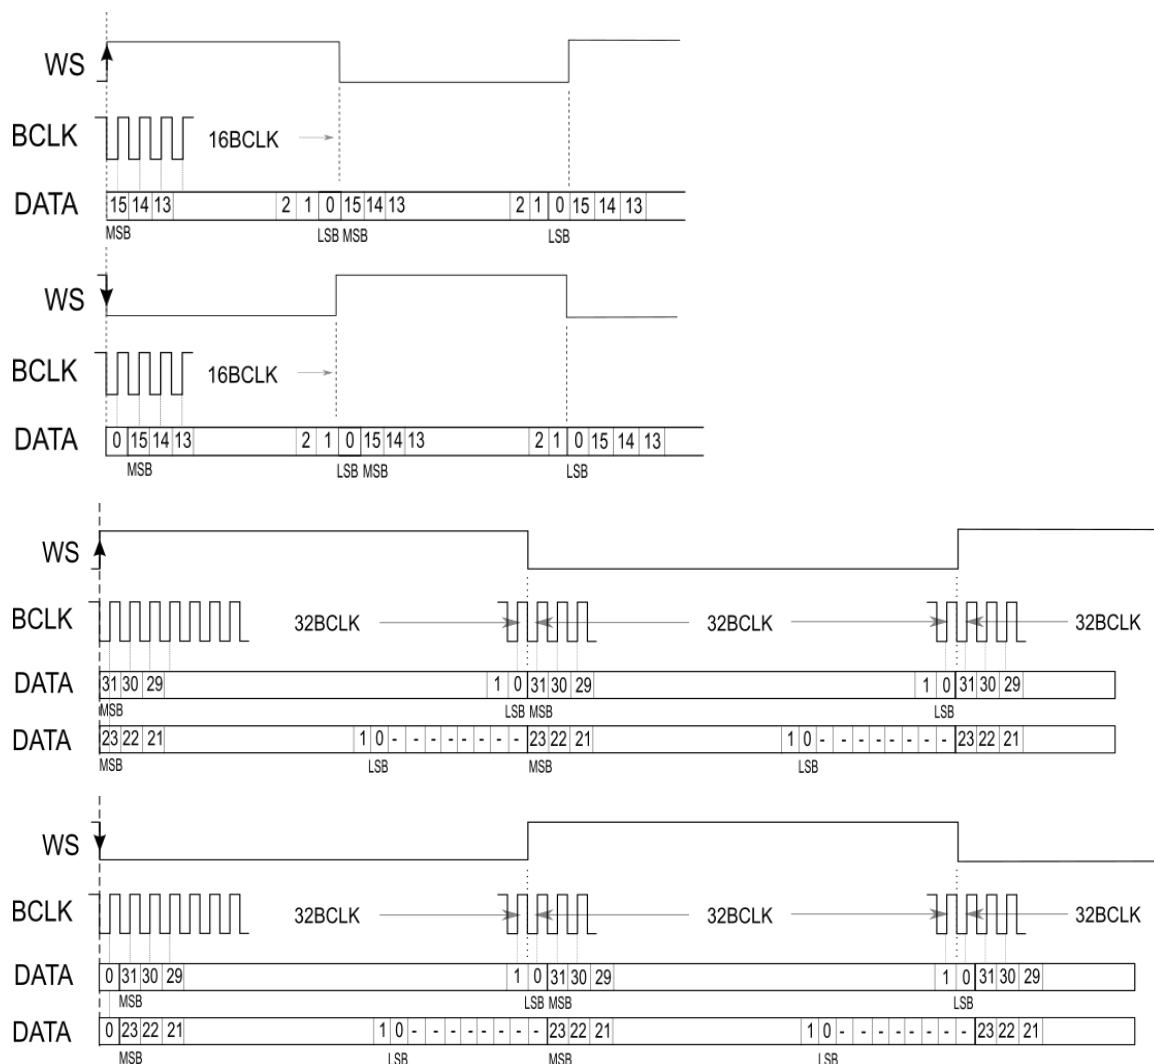 WS
BCLK 16BCLK
DATA 15 14 13 2 1 0 15 14 13 2 1 0 15 14 13
MSB LSB MSB LSB
WS
BCLK 16BCLK
DATA 0 15 14 13 2 1 0 15 14 13 2 1 0 15 14 13
MSB LSB MSB LSB
WS
BCLK 32BCLK 32BCLK 32BCLK
DATA 31 30 29 1 0 31 30 29 1 0 31 30 29
MSB LSB MSB LSB
DATA 23 22 21 1 0 - - - - - - - - 23 22 21 1 0 - - - - - - - - 23 22 21
MSB LSB MSB LSB
WS
BCLK 32BCLK 32BCLK 32BCLK
DATA 0 31 30 29 1 0 31 30 29 1 0 31 30 29
MSB LSB MSB LSB
DATA 0 23 22 21 1 0 - - - - - - - - 23 22 21 1 0 - - - - - - - - 23 22 21
MSB LSB MSB LSB